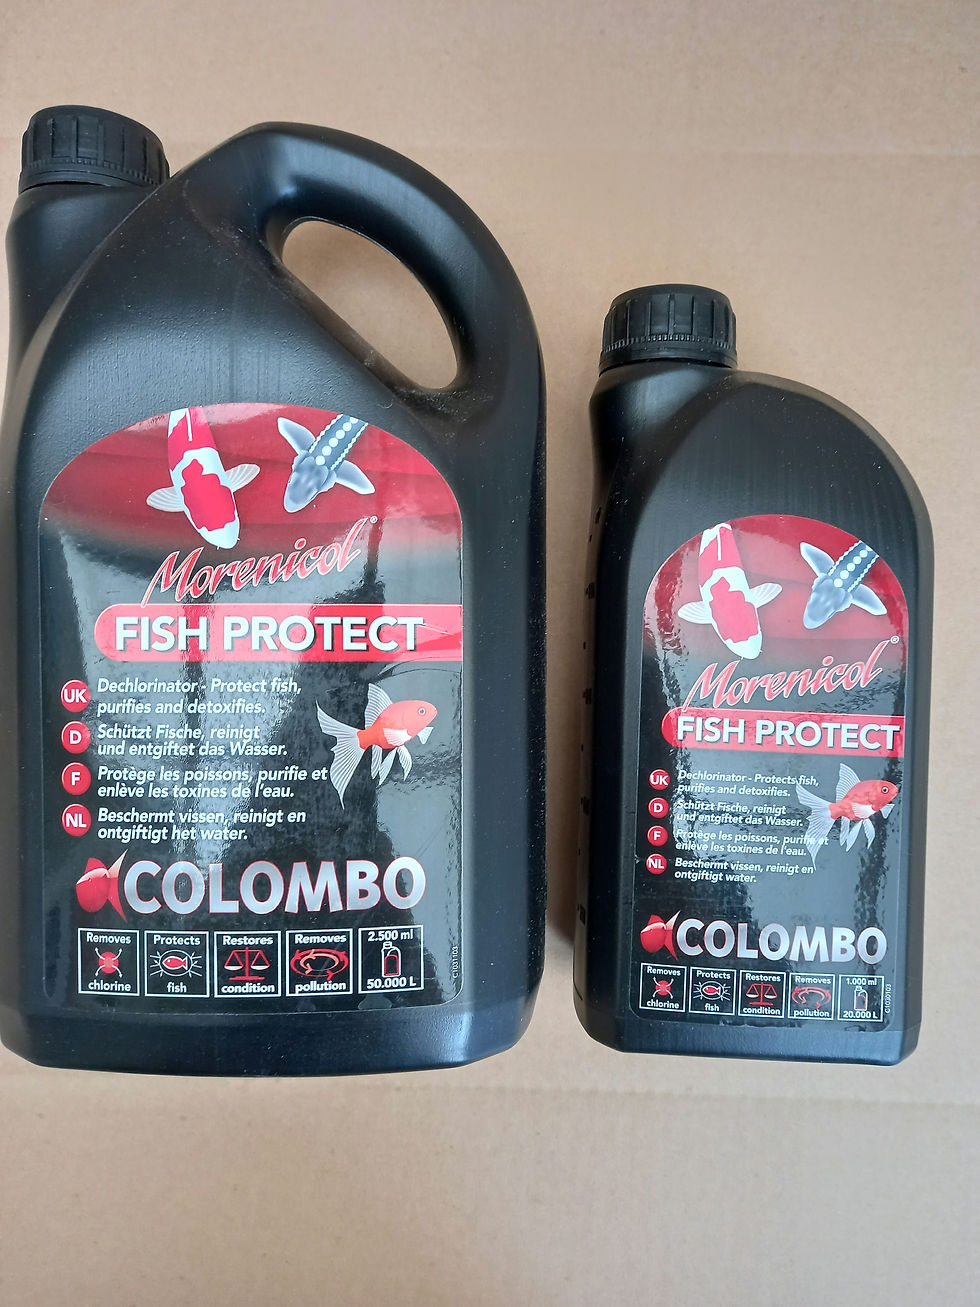 Morenicol®
FISH PROTECT
UK Dechlorinator - Protect fish,
purifies and detoxifies.
D Schützt Fische, reinigt
und entgiftet das Wasser.
F Protège les poissons, purifie et
enlève les toxines de l'eau.
NL Beschermt vissen, reinigt en
ontgiftigt het water.
COLOMBO
Removes
chlorine
Protects
fish
Restores
condition
Removes
pollution
2.500 ml
50.000 L
C1031103
Morenicol®
FISH PROTECT
UK Dechlorinator - Protects fish,
purifies and detoxifies.
D Schützt Fische, reinigt
und entgiftet das Wasser.
F Protège les poissons, purifie et
enlève les toxines de l'eau.
NL Beschermt vissen, reinigt en
ontgiftigt water.
COLOMBO
Removes
chlorine
Protects
fish
Restores
condition
Removes
pollution
1.000 ml
20.000 L
C1030103